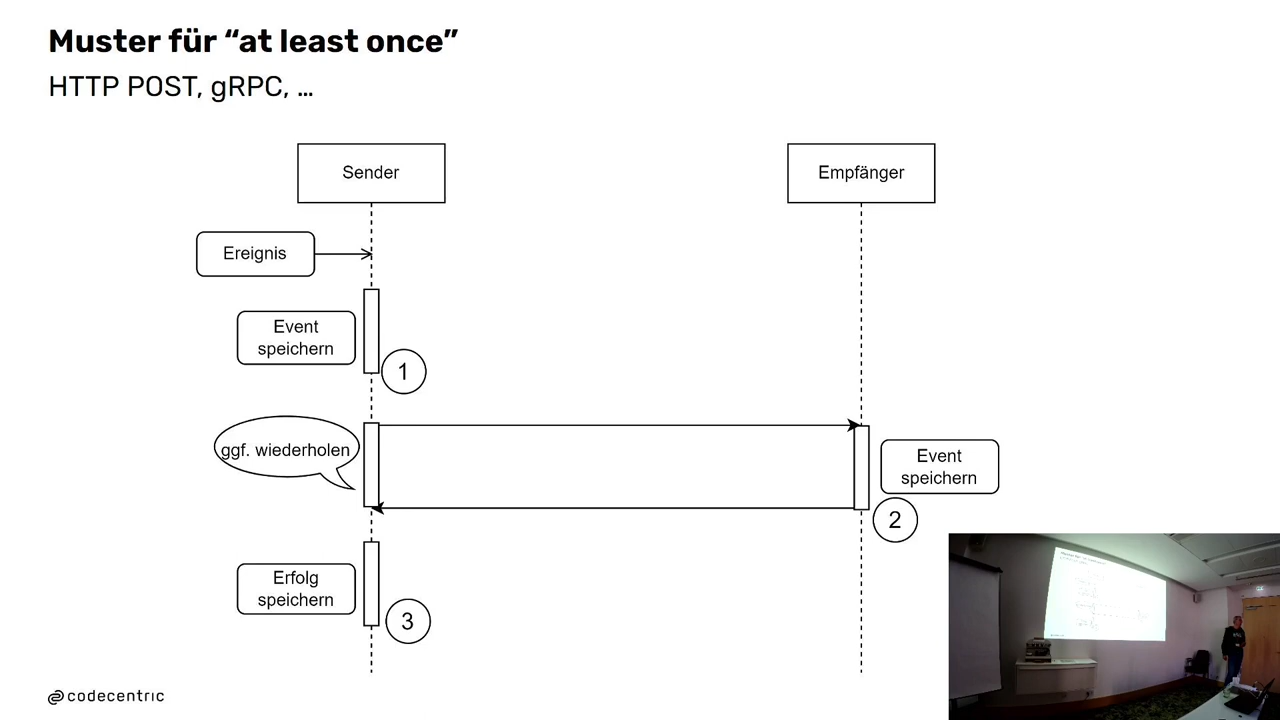 Muster für “at least once”
HTTP POST, gRPC, ...
Sender
Empfänger
Ereignis
Event
speichern
1
ggf. wiederholen
Event
speichern
2
Erfolg
speichern
3
codecentric